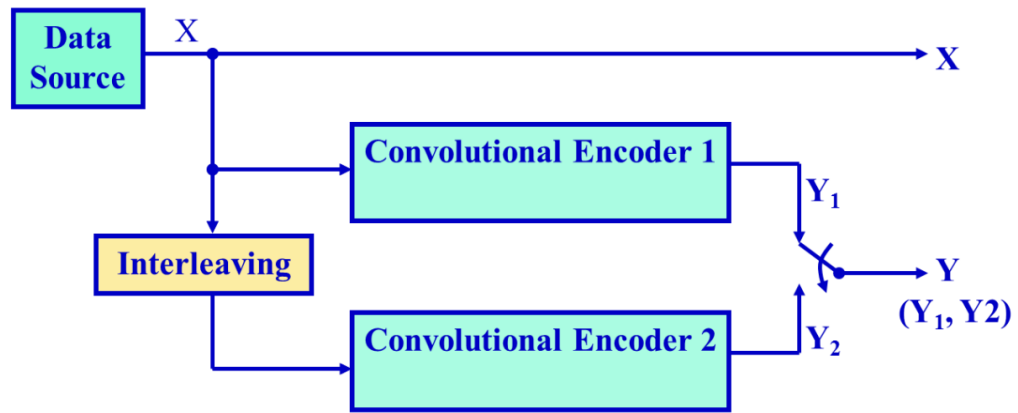 Data
Source
X
X
Convolutional Encoder 1
Y₁
Interleaving
Y
(Y₁, Y2)
Convolutional Encoder 2
Y₂